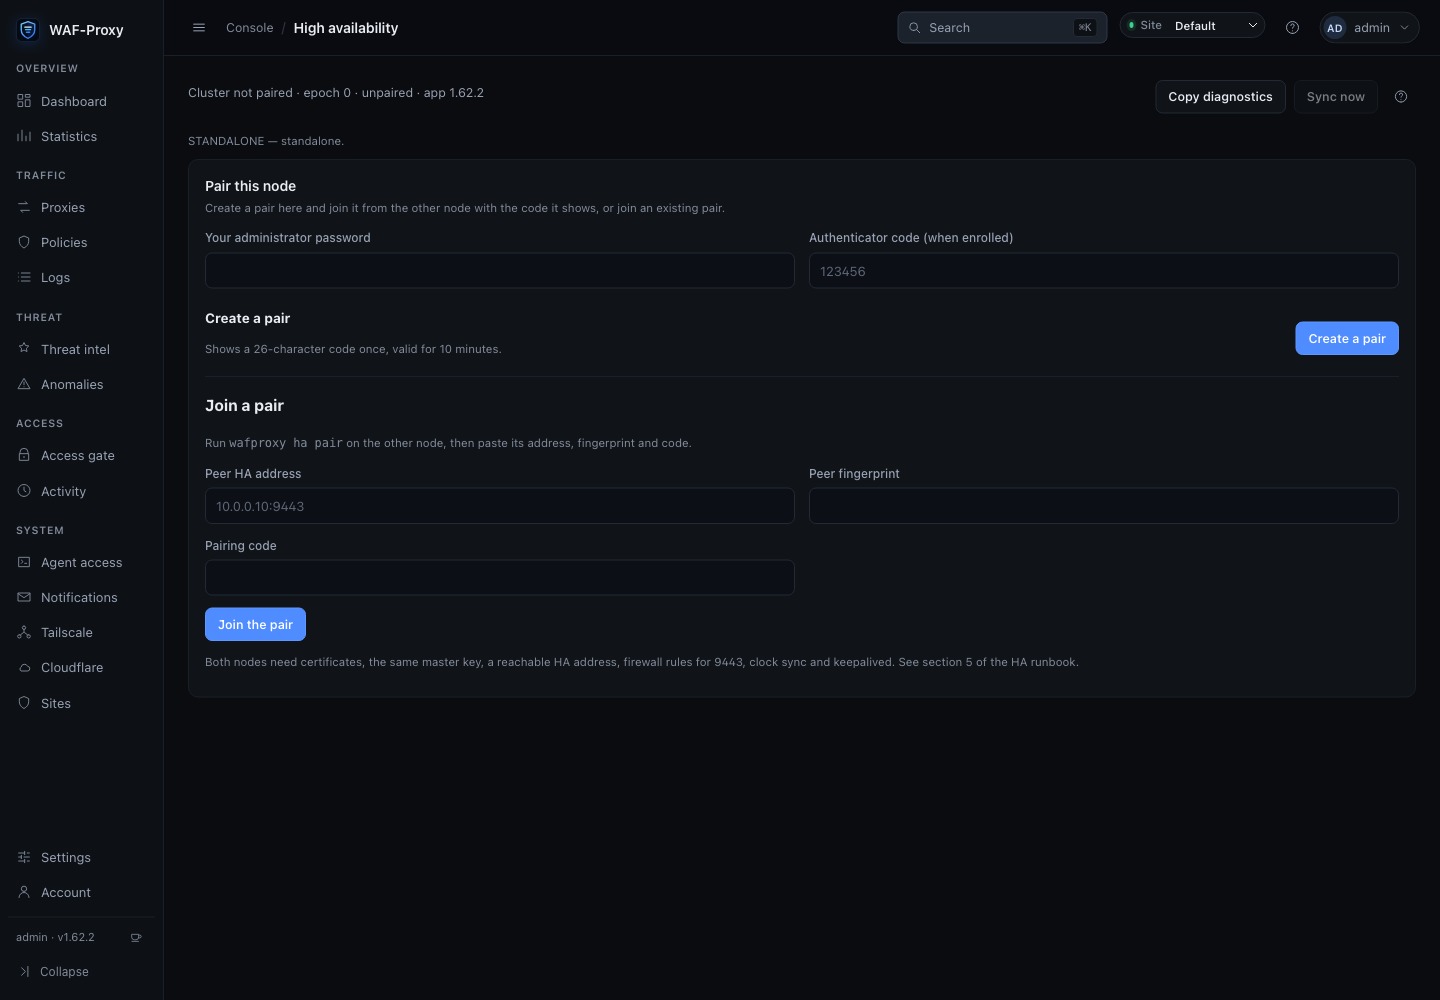 WAF-Proxy
OVERVIEW
Dashboard
Statistics
TRAFFIC
Proxies
Policies
Logs
THREAT
Threat intel
Anomalies
ACCESS
Access gate
Activity
SYSTEM
Agent access
Notifications
Tailscale
Cloudflare
Sites
Settings
Account
admin · v1.62.2
Collapse
Console / High availability
Search ⌘K
Site Default
AD admin
Cluster not paired · epoch 0 · unpaired · app 1.62.2
Copy diagnostics
Sync now
STANDALONE — standalone.
Pair this node
Create a pair here and join it from the other node with the code it shows, or join an existing pair.
Your administrator password
Authenticator code (when enrolled)
123456
Create a pair
Shows a 26-character code once, valid for 10 minutes.
Create a pair
Join a pair
Run wafproxy ha pair on the other node, then paste its address, fingerprint and code.
Peer HA address
Peer fingerprint
10.0.0.10:9443
Pairing code
Join the pair
Both nodes need certificates, the same master key, a reachable HA address, firewall rules for 9443, clock sync and keepalived. See section 5 of the HA runbook.